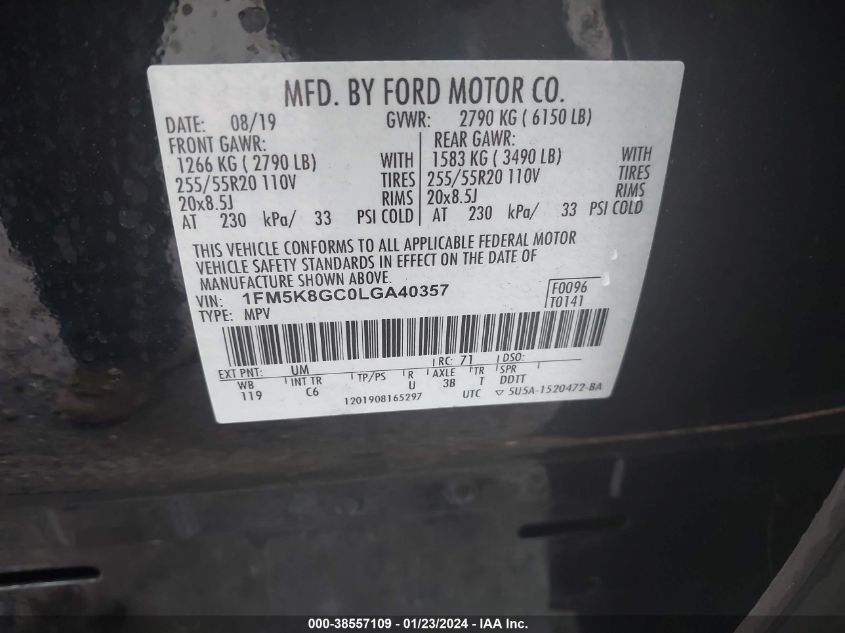 MFD. BY FORD MOTOR CO.
DATE: 08/19 GVWR: 2790 KG ( 6150 LB)
FRONT GAWR: REAR GAWR:
1266 KG ( 2790 LB) WITH 1583 KG ( 3490 LB) WITH
255/55R20 110V TIRES 255/55R20 110V TIRES
20x8.5J RIMS 20x8.5J RIMS
AT 230 kPa/ 33 PSI COLD AT 230 kPa/ 33 PSI COLD
THIS VEHICLE CONFORMS TO ALL APPLICABLE FEDERAL MOTOR
VEHICLE SAFETY STANDARDS IN EFFECT ON THE DATE OF
MANUFACTURE SHOWN ABOVE.
VIN: 1FM5K8GC0LGA40357 F0096
TYPE: MPV T0141
EXT PNT: UM RC: 71 DSO:
WB INT TR TP/PS R AXLE TR SPR
119 C6 U 3B T DDTT
1201908165297 UTC ▽ 5U5A-1520472-BA
000-38557109 - 01/23/2024 - IAA Inc.